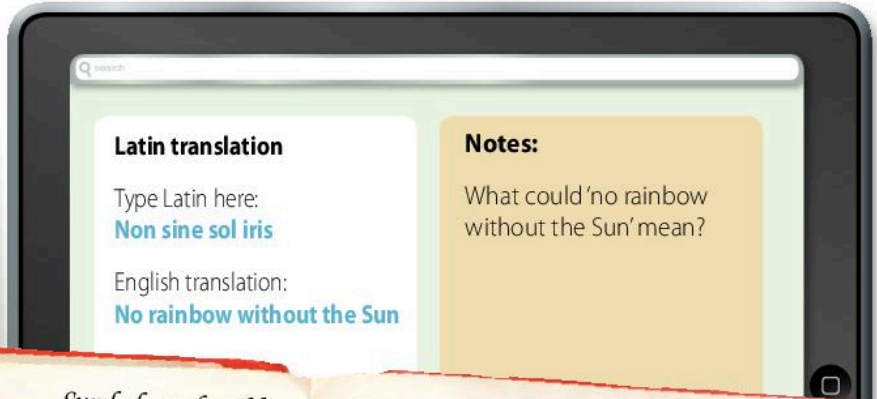 search
Latin translation
Type Latin here:
Non sine sol iris
English translation:
No rainbow without the Sun
Notes:
What could ‘no rainbow
without the Sun’ mean?